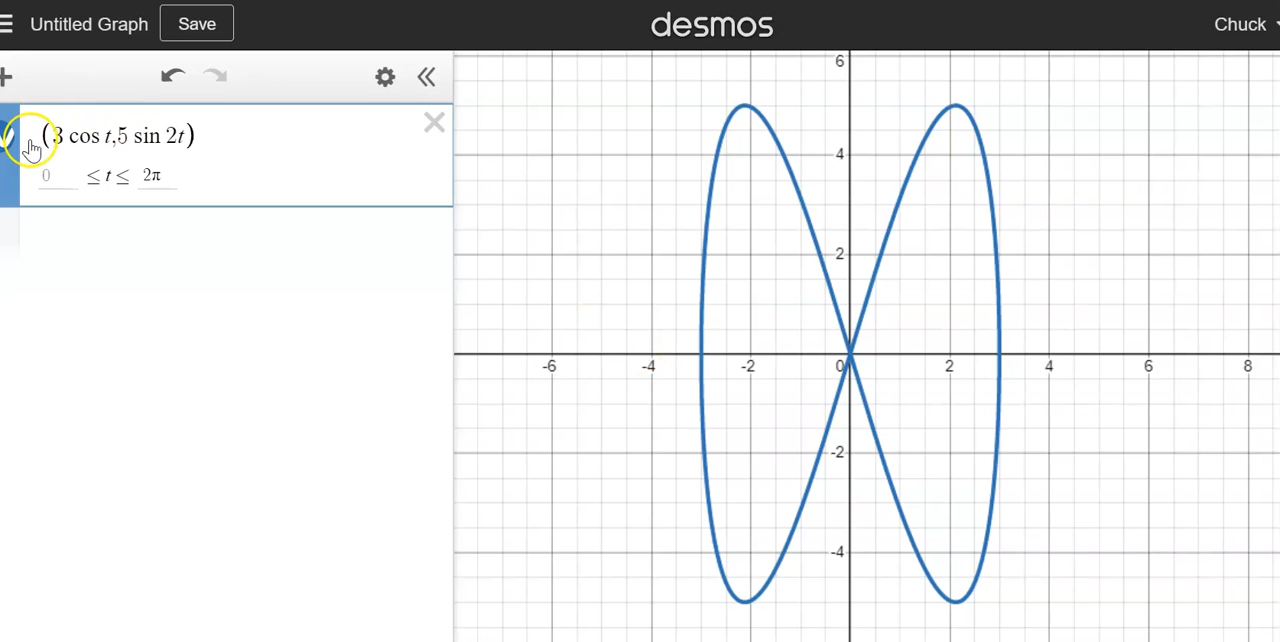 Untitled Graph Save desmos Chuck
(3 cos t,5 sin 2t)
0 ≤ t ≤ 2π
6
4
2
-6 -4 -2 0 2 4 6 8
-2
-4